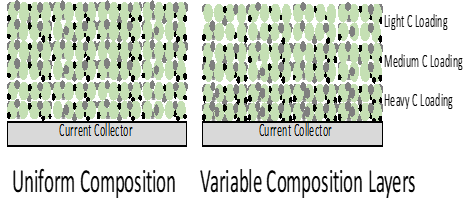 Light C Loading
Medium C Loading
Heavy C Loading
Current Collector
Current Collector
Uniform Composition
Variable Composition Layers